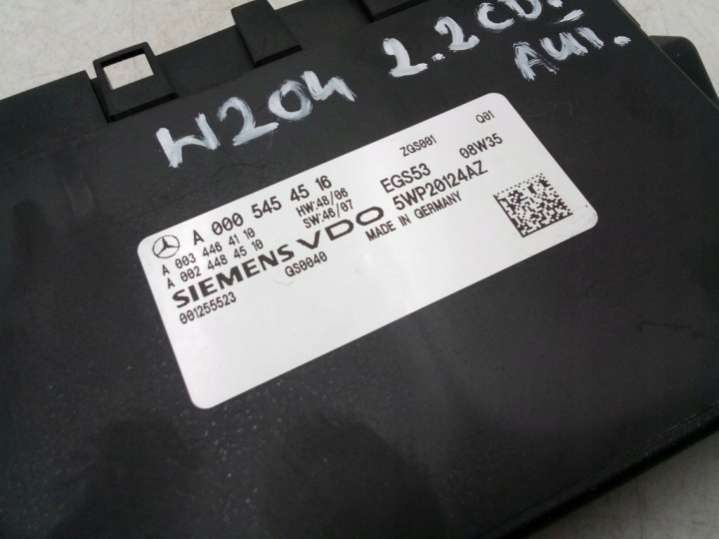 W204 2.2CDI
AUT.
ZGS001 Q01
A 000 545 45 16 EGS53 08W35
A 003 446 41 10 HW:48/06 5WP20124AZ
A 002 448 45 10 SW:46/07
SIEMENS VDO MADE IN GERMANY
001255523 GS0040